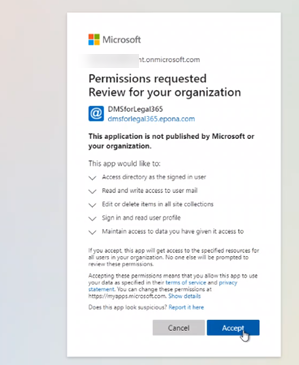 Microsoft
nt.onmicrosoft.com
Permissions requested
Review for your organization
DMSforLegal365
dmsforlegal365.epona.com
This application is not published by Microsoft or
your organization.
This app would like to:
Access directory as the signed in user
Read and write access to user mail
Edit or delete items in all site collections
Sign in and read user profile
Maintain access to data you have given it access to
If you accept, this app will get access to the specified resources for
all users in your organization. No one else will be prompted to
review these permissions.
Accepting these permissions means that you allow this app to use
your data as specified in their terms of service and privacy
statement. You can change these permissions at
https://myapps.microsoft.com. Show details
Does this app look suspicious? Report it here
Cancel Accept